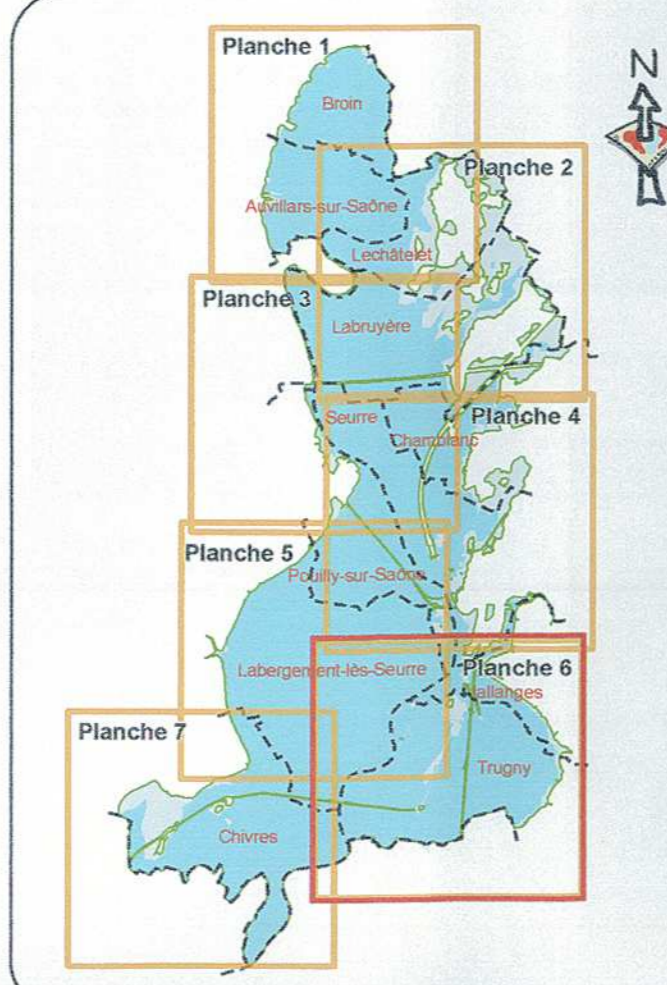 Planche 1
N
Broin
Planche 2
Auvillars-sur-Saône
Lechâtelet
Planche 3
Labruyère
Seurre
Planche 4
Chamblanc
Planche 5
Pouilly-sur-Saône
Labergement-lès-Seurre
Planche 6
Planche 7
Trugny
Chivres